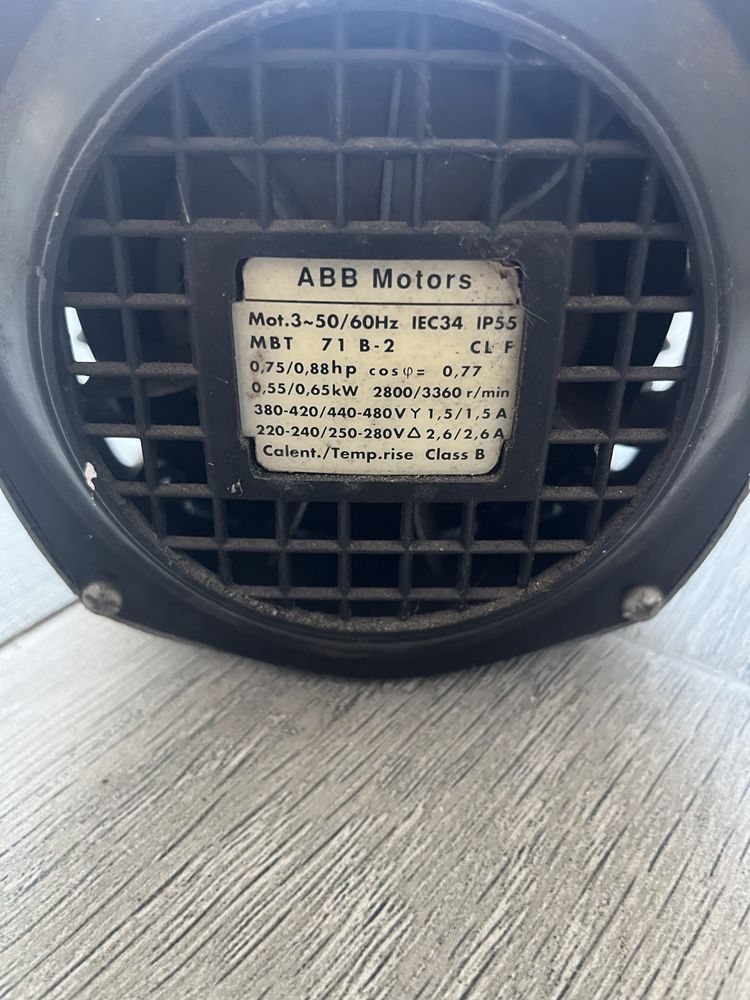 ABB Motors
Mot.3~50/60Hz IEC34 IP55
MBT 71 B-2 CL F
0,75/0,88hp cosφ= 0,77
0,55/0,65kW 2800/3360 r/min
380-420/440-480V Y 1,5/1,5 A
220-240/250-280V Δ 2,6/2,6 A
Calent./Temp.rise Class B